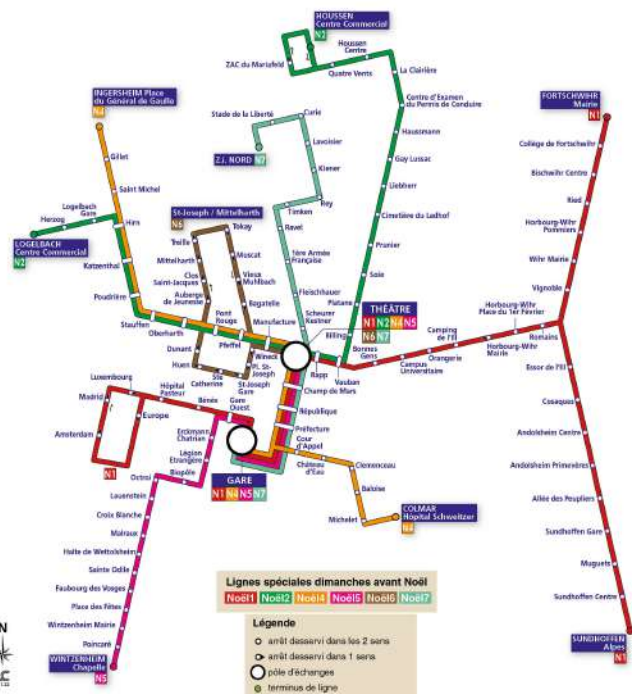 HOUSSEN
Centre Commercial
N2
Houssen
Centre
ZAC du Mariafeld
Quatre Vents
La Clairière
INGERSHEIM Place
du Général de Gaulle
N4
Centre d'Examen
du Permis de Conduire
FORTSCHWIHR
Mairie
N1
Stade de la Liberté
Curie
Lavoisier
Haussmann
Collège de Fortschwihr
Z.I. NORD N7
Gillet
Kiener
Gay Lussac
Bischwihr Centre
Saint Michel
Liebherr
Ried
Logelbach
Gare
Herzog
St-Joseph / Mittelharth
N6
Rey
Timken
Cimetière du Ladhof
Horbourg-Wihr
Pommiers
Hirn
Tokay
Ravel
Treille
LOGELBACH
Centre Commercial
N2
Mittelharth
Moscat
Prunier
Wihr Mairie
Katzenthal
Clos
Saint-Jacques
Le Vieux
Muhlbach
1ère Armée
Française
Soie
Vignoble
Poudrière
Auberge
de Jeunesse
Bagatelle
Fleischhauer
Platane
Horbourg-Wihr
Place du 1er Février
Pont
Rouge
Manufacture
Scheurer
Kestner
THÉÂTRE
N1 N2 N4 N5
N6 N7
Stauffen
Oberharth
Pfeffel
Billing
Camping
de l'Ill
Romains
Dunant
Wineck
Bonnes
Gens
Orangerie
Horbourg-Wihr
Mairie
Huen
Ste
Catherine
St-Joseph
Gare
Pl. St-
Joseph
Rapp
Vauban
Campus
Universitaire
Essor de l'Ill
Luxembourg
Hôpital
Pasteur
Champ de Mars
Madrid
Bénée
Gare
Ouest
République
Cosaques
Europe
Erckmann
Chatrian
Préfecture
Andolsheim Centre
Amsterdam
Légion
Etrangère
Cour
d'Appel
N1
Octroi
Biopôle
GARE
N1 N4 N5 N7
Château
d'Eau
Clemenceau
Andolsheim Primevères
Lauenstein
Baloise
Allée des Peupliers
Croix Blanche
Michelet
COLMAR
Hôpital Schweitzer
N4
Malraux
Sundhoffen Gare
Halte de Wettolsheim
Muguets
Sainte Odile
Faubourg des Vosges
Sundhoffen Centre
Place des Fêtes
Wintzenheim Mairie
Poincaré
WINTZENHEIM
Chapelle
N5
SUNDHOFFEN
Alpes
N1
Lignes spéciales dimanches avant Noël
Noël1 Noël2 Noël4 Noël5 Noël6 Noël7
Légende
arrêt desservi dans les 2 sens
arrêt desservi dans 1 sens
pôle d'échanges
terminus de ligne
N